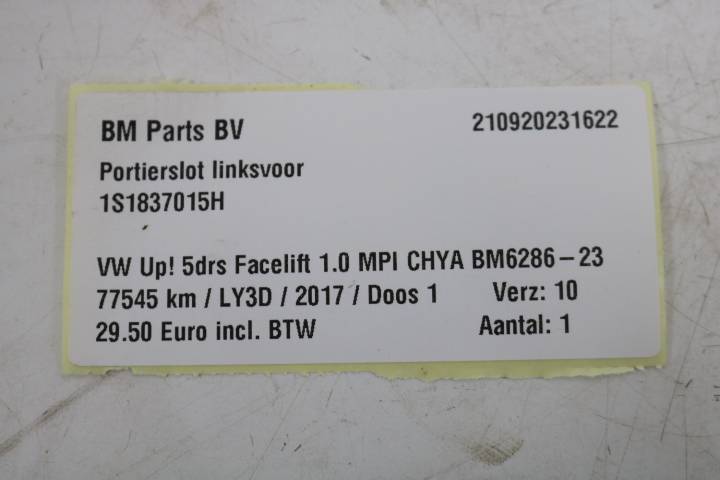 BM Parts BV 210920231622
Portierslot linksvoor
1S1837015H
VW Up! 5drs Facelift 1.0 MPI CHYA BM6286-23
77545 km / LY3D / 2017 / Doos 1 Verz: 10
29.50 Euro incl. BTW Aantal: 1